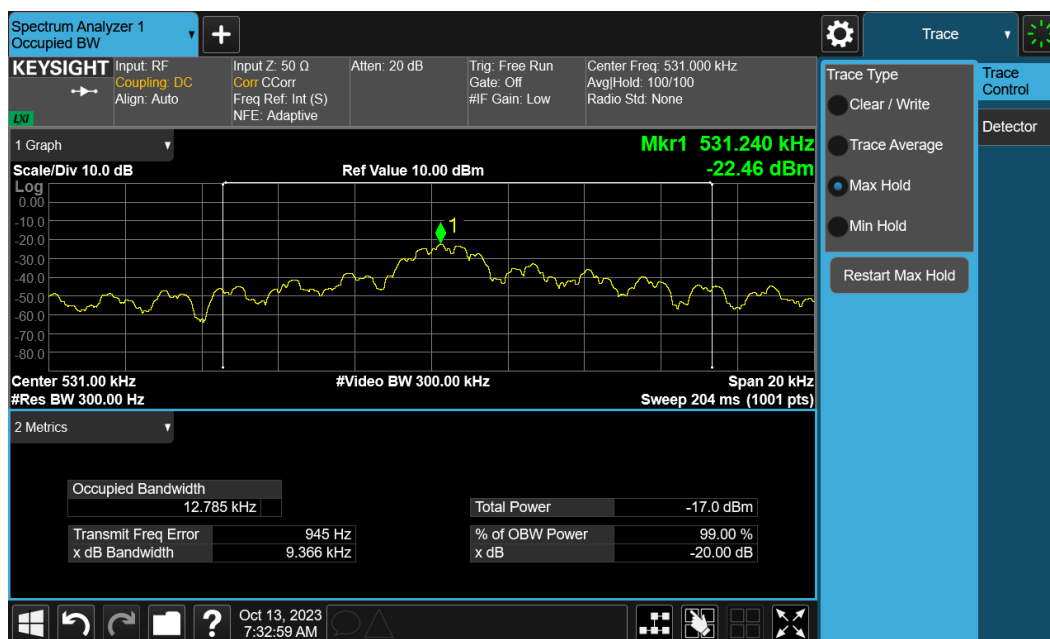 Spectrum Analyzer 1
Occupied BW
Trace
KEYSIGHT
LXI
Input: RF
Coupling: DC
Align: Auto
Input Z: 50 Ω
Corr CCorr
Freq Ref: Int (S)
NFE: Adaptive
Atten: 20 dB
Trig: Free Run
Gate: Off
#IF Gain: Low
Center Freq: 531.000 kHz
Avg|Hold: 100/100
Radio Std: None
1 Graph
Mkr1 531.240 kHz
Scale/Div 10.0 dB
Ref Value 10.00 dBm
-22.46 dBm
Log
0.00
-10.0
-20.0
-30.0
-40.0
-50.0
-60.0
-70.0
-80.0
1
Center 531.00 kHz
#Video BW 300.00 kHz
Span 20 kHz
#Res BW 300.00 Hz
Sweep 204 ms (1001 pts)
2 Metrics
Occupied Bandwidth
12.785 kHz
Total Power -17.0 dBm
Transmit Freq Error 945 Hz
% of OBW Power 99.00 %
x dB Bandwidth 9.366 kHz
x dB -20.00 dB
?
Oct 13, 2023
7:32:59 AM
Trace Type
Clear / Write
Trace Average
Max Hold
Min Hold
Restart Max Hold
Trace
Control
Detector